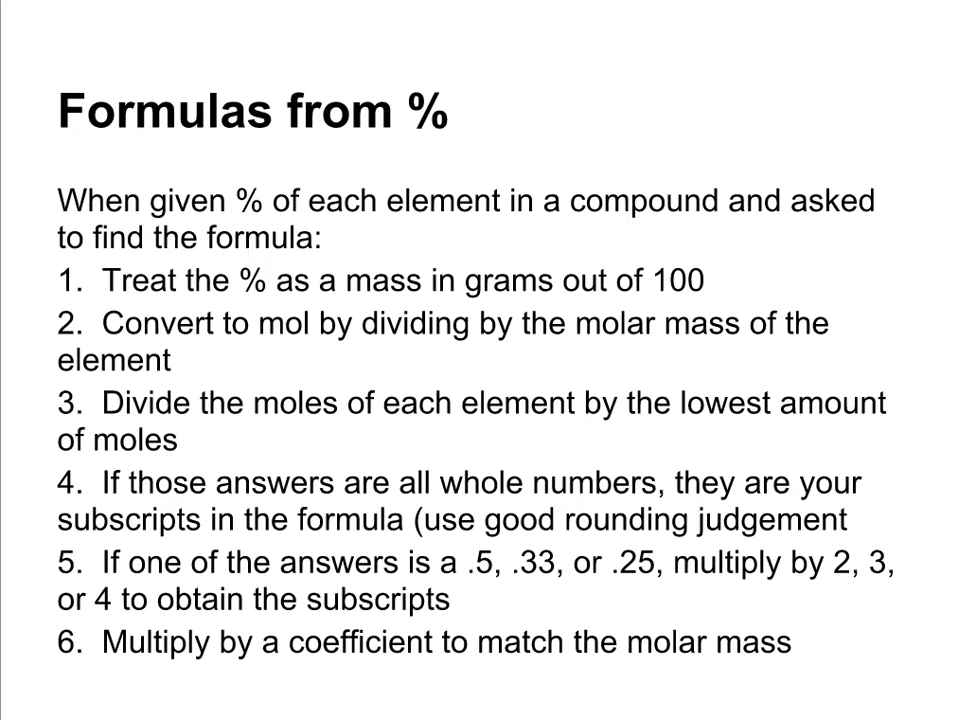 Formulas from %
When given % of each element in a compound and asked
to find the formula:
1. Treat the % as a mass in grams out of 100
2. Convert to mol by dividing by the molar mass of the
element
3. Divide the moles of each element by the lowest amount
of moles
4. If those answers are all whole numbers, they are your
subscripts in the formula (use good rounding judgement
5. If one of the answers is a .5, .33, or .25, multiply by 2, 3,
or 4 to obtain the subscripts
6. Multiply by a coefficient to match the molar mass